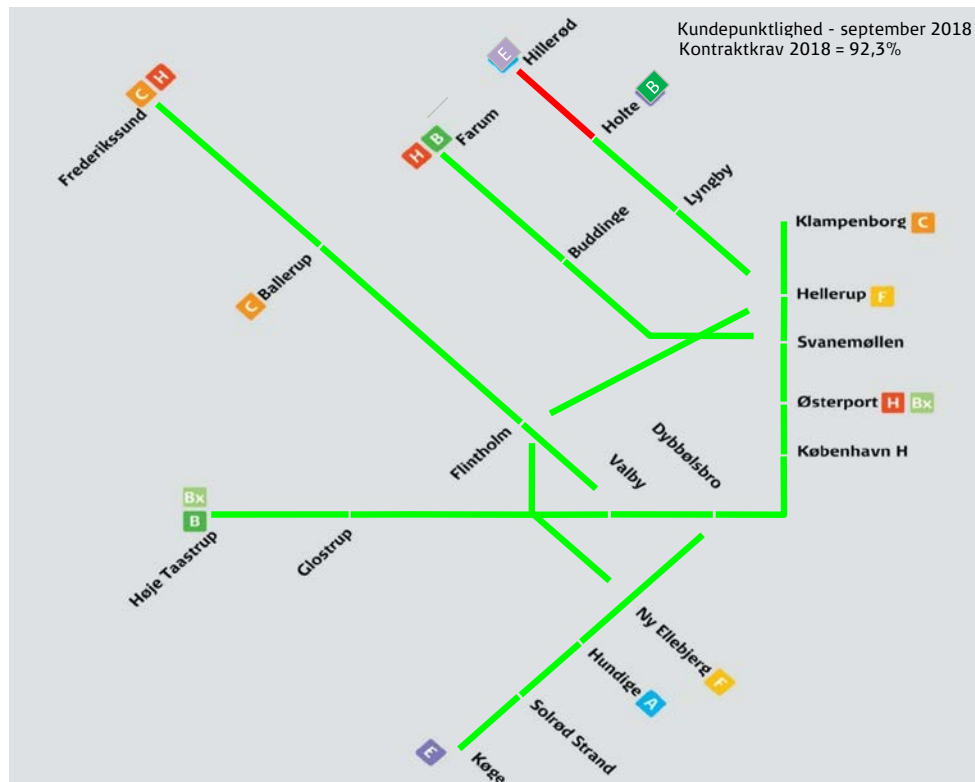 Kundepunktlighed - september 2018
Kontraktkrav 2018 = 92,3%
E
Hillerød
H
C
Frederikssund
B
Holte
H
B
Farum
Lyngby
Buddinge
Klampenborg C
C
Ballerup
Hellerup F
Svanemøllen
Østerport H Bx
København H
Flintholm
Valby
Dybbølsbro
Bx
B
Høje Taastrup
Glostrup
Ny Ellebjerg
F
Hundige
A
Solrød Strand
E
Køge